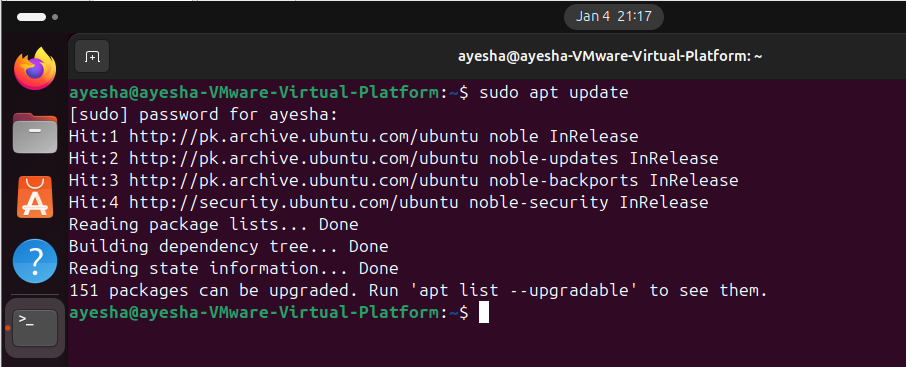 Jan 4 21:17
ayesha@ayesha-VMware-Virtual-Platform: ~
ayesha@ayesha-VMware-Virtual-Platform:~$ sudo apt update
[sudo] password for ayesha:
Hit:1 http://pk.archive.ubuntu.com/ubuntu noble InRelease
Hit:2 http://pk.archive.ubuntu.com/ubuntu noble-updates InRelease
Hit:3 http://pk.archive.ubuntu.com/ubuntu noble-backports InRelease
Hit:4 http://security.ubuntu.com/ubuntu noble-security InRelease
Reading package lists... Done
Building dependency tree... Done
Reading state information... Done
151 packages can be upgraded. Run 'apt list --upgradable' to see them.
ayesha@ayesha-VMware-Virtual-Platform:~$